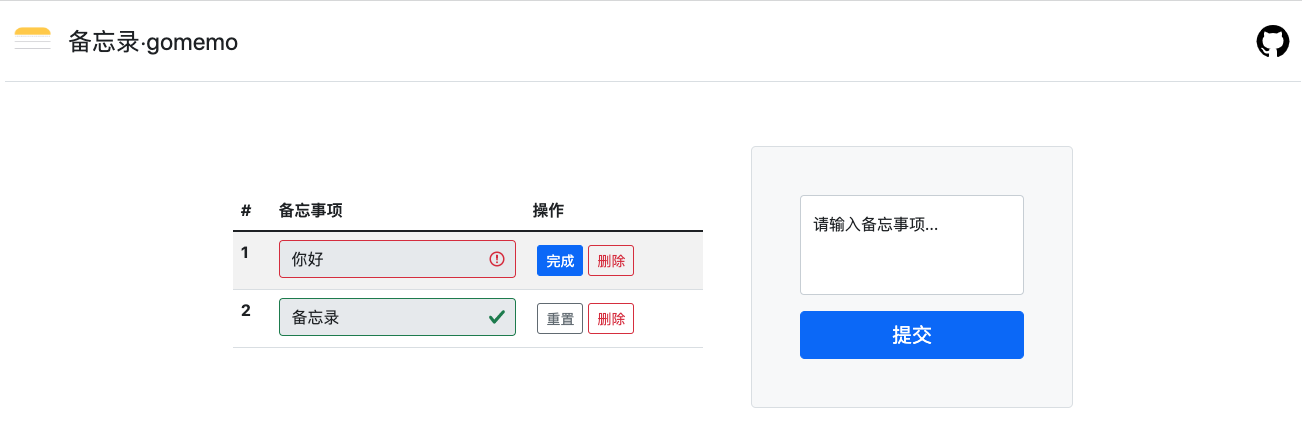 备忘录·gomemo
# 备忘事项 操作
1 你好 完成 删除
2 备忘录 重置 删除
请输入备忘事项...
提交